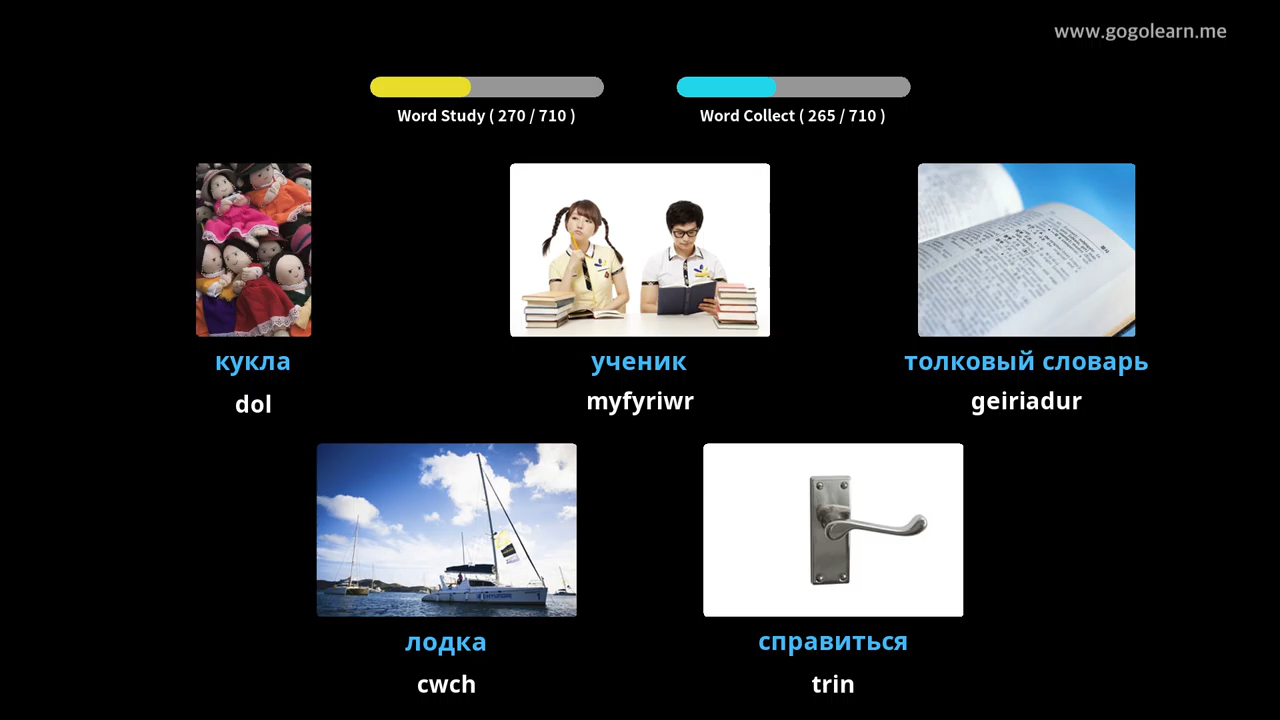 www.gogolearn.me
Word Study ( 270 / 710 )
Word Collect ( 265 / 710 )
кукла
ученик
толковый словарь
dol
myfyriwr
geiriadur
лодка
справиться
cwch
trin